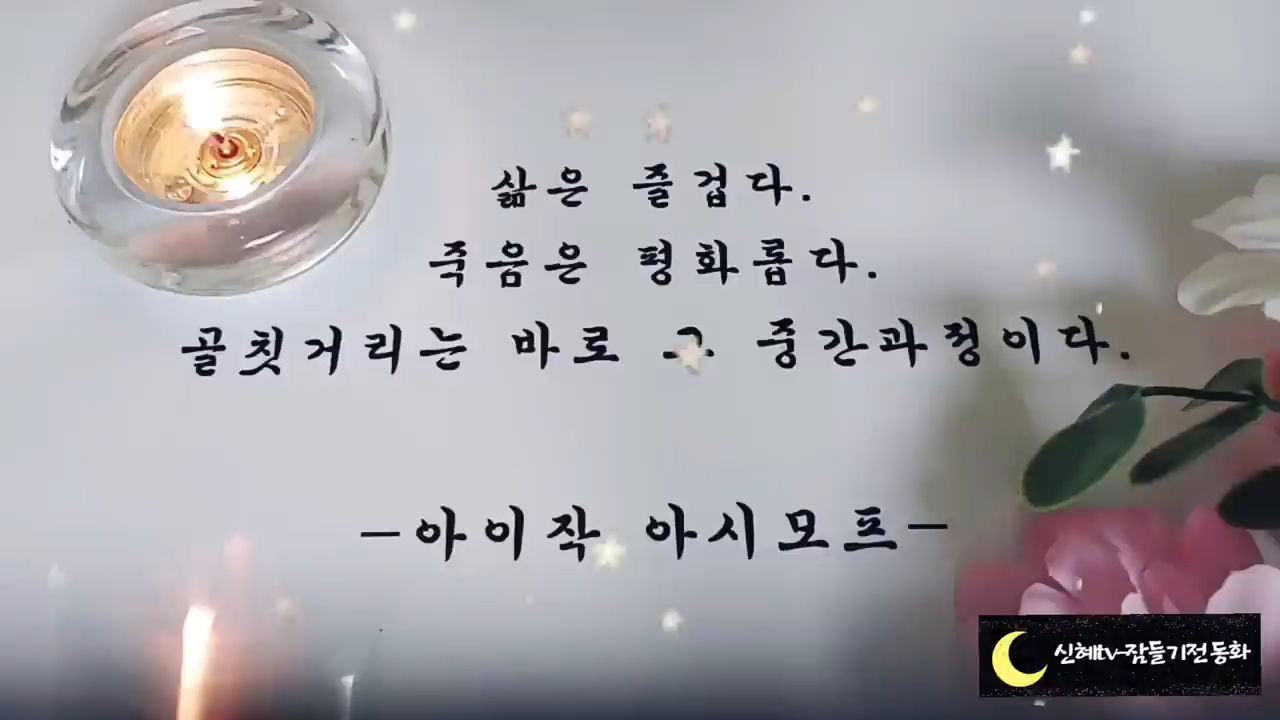 삶은 즐겁다.
죽음은 평화롭다.
골칫거리는 바로 그 중간과정이다.
-아이작 아시모프-
신혜tv-잠들기전 동화